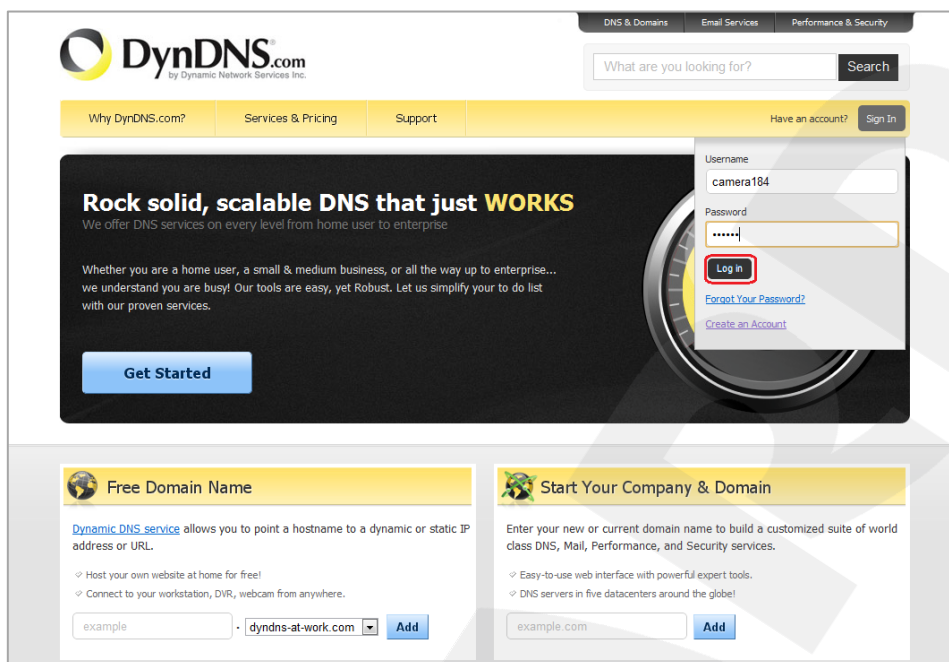 DNS & Domains Email Services Performance & Security
DynDNS.com
by Dynamic Network Services Inc.
What are you looking for? Search
Why DynDNS.com? Services & Pricing Support Have an account? Sign In
Username
camera184
Password
••••••
Log in
Forgot Your Password?
Create an Account
Rock solid, scalable DNS that just WORKS
We offer DNS services on every level from home user to enterprise
Whether you are a home user, a small & medium business, or all the way up to enterprise...
we understand you are busy! Our tools are easy, yet Robust. Let us simplify your to do list
with our proven services.
Get Started
Free Domain Name
Dynamic DNS service allows you to point a hostname to a dynamic or static IP
address or URL.
Host your own website at home for free!
Connect to your workstation, DVR, webcam from anywhere.
example . dyndns-at-work.com Add
Start Your Company & Domain
Enter your new or current domain name to build a customized suite of world
class DNS, Mail, Performance, and Security services.
Easy-to-use web interface with powerful expert tools.
DNS servers in five datacenters around the globe!
example.com Add